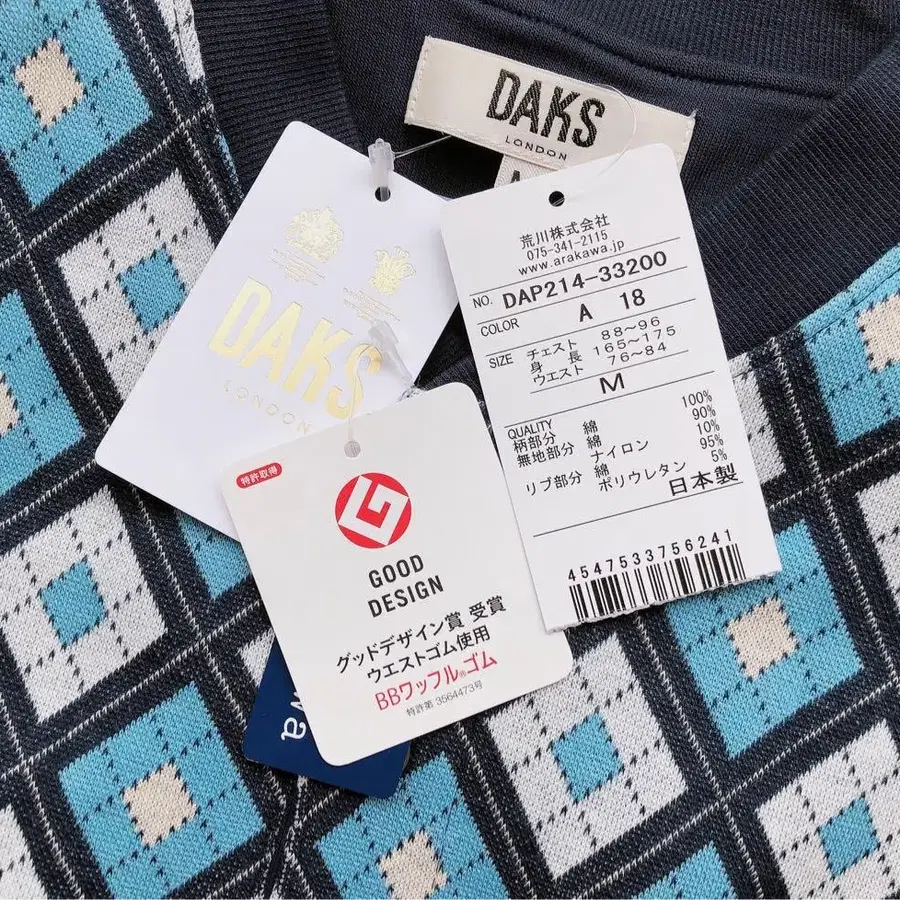 DAKS
LONDON
DAKS
LONDON
荒川株式会社
075-341-2115
www.arakawa.jp
NO. DAP214-33200
COLOR A 18
SIZE チェスト 88～96
身長 165～175
ウエスト 76～84
M
QUALITY
柄部分 綿 100%
無地部分 綿 90%
ナイロン 10%
リブ部分 綿 95%
ポリウレタン 5%
日本製
4547533756241
特許取得
G
GOOD
DESIGN
グッドデザイン賞 受賞
ウエストゴム使用
BBワッフル®ゴム
特許第 3564473号
wa